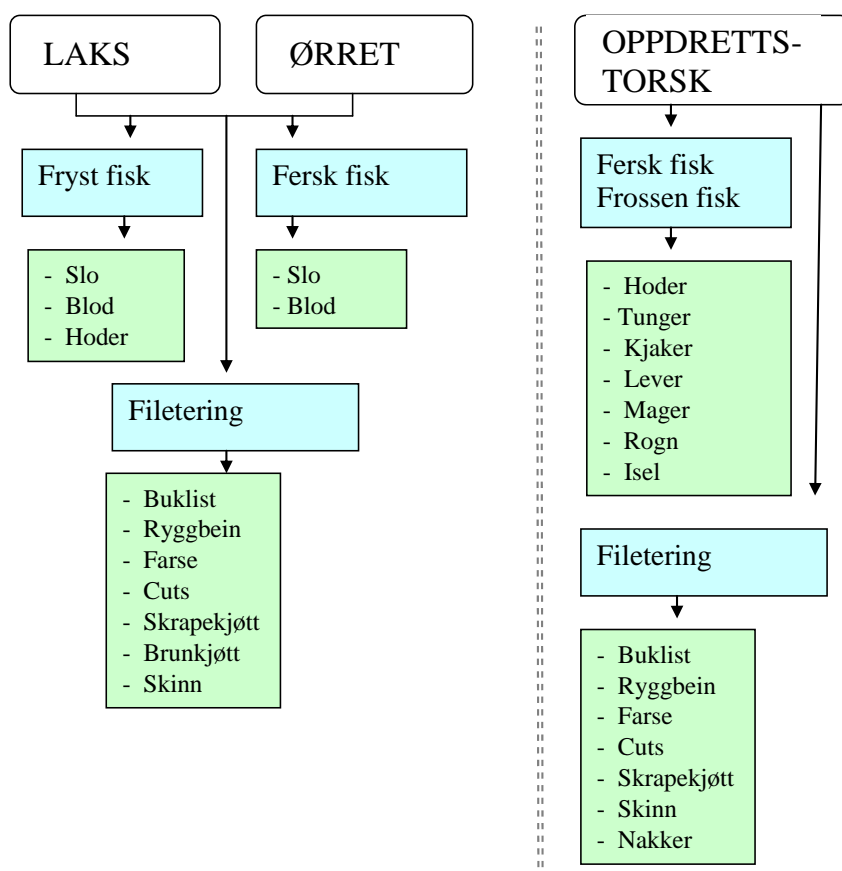 LAKS
ØRRET
Fryst fisk
Fersk fisk
- Slo
- Blod
- Hoder
- Slo
- Blod
Filetering
- Buklist
- Ryggbein
- Farse
- Cuts
- Skrapekjøtt
- Brunkjøtt
- Skinn
OPPDRETTS-
TORSK
Fersk fisk
Frossen fisk
- Hoder
- Tunger
- Kjaker
- Lever
- Mager
- Rogn
- Isel
Filetering
- Buklist
- Ryggbein
- Farse
- Cuts
- Skrapekjøtt
- Skinn
- Nakker